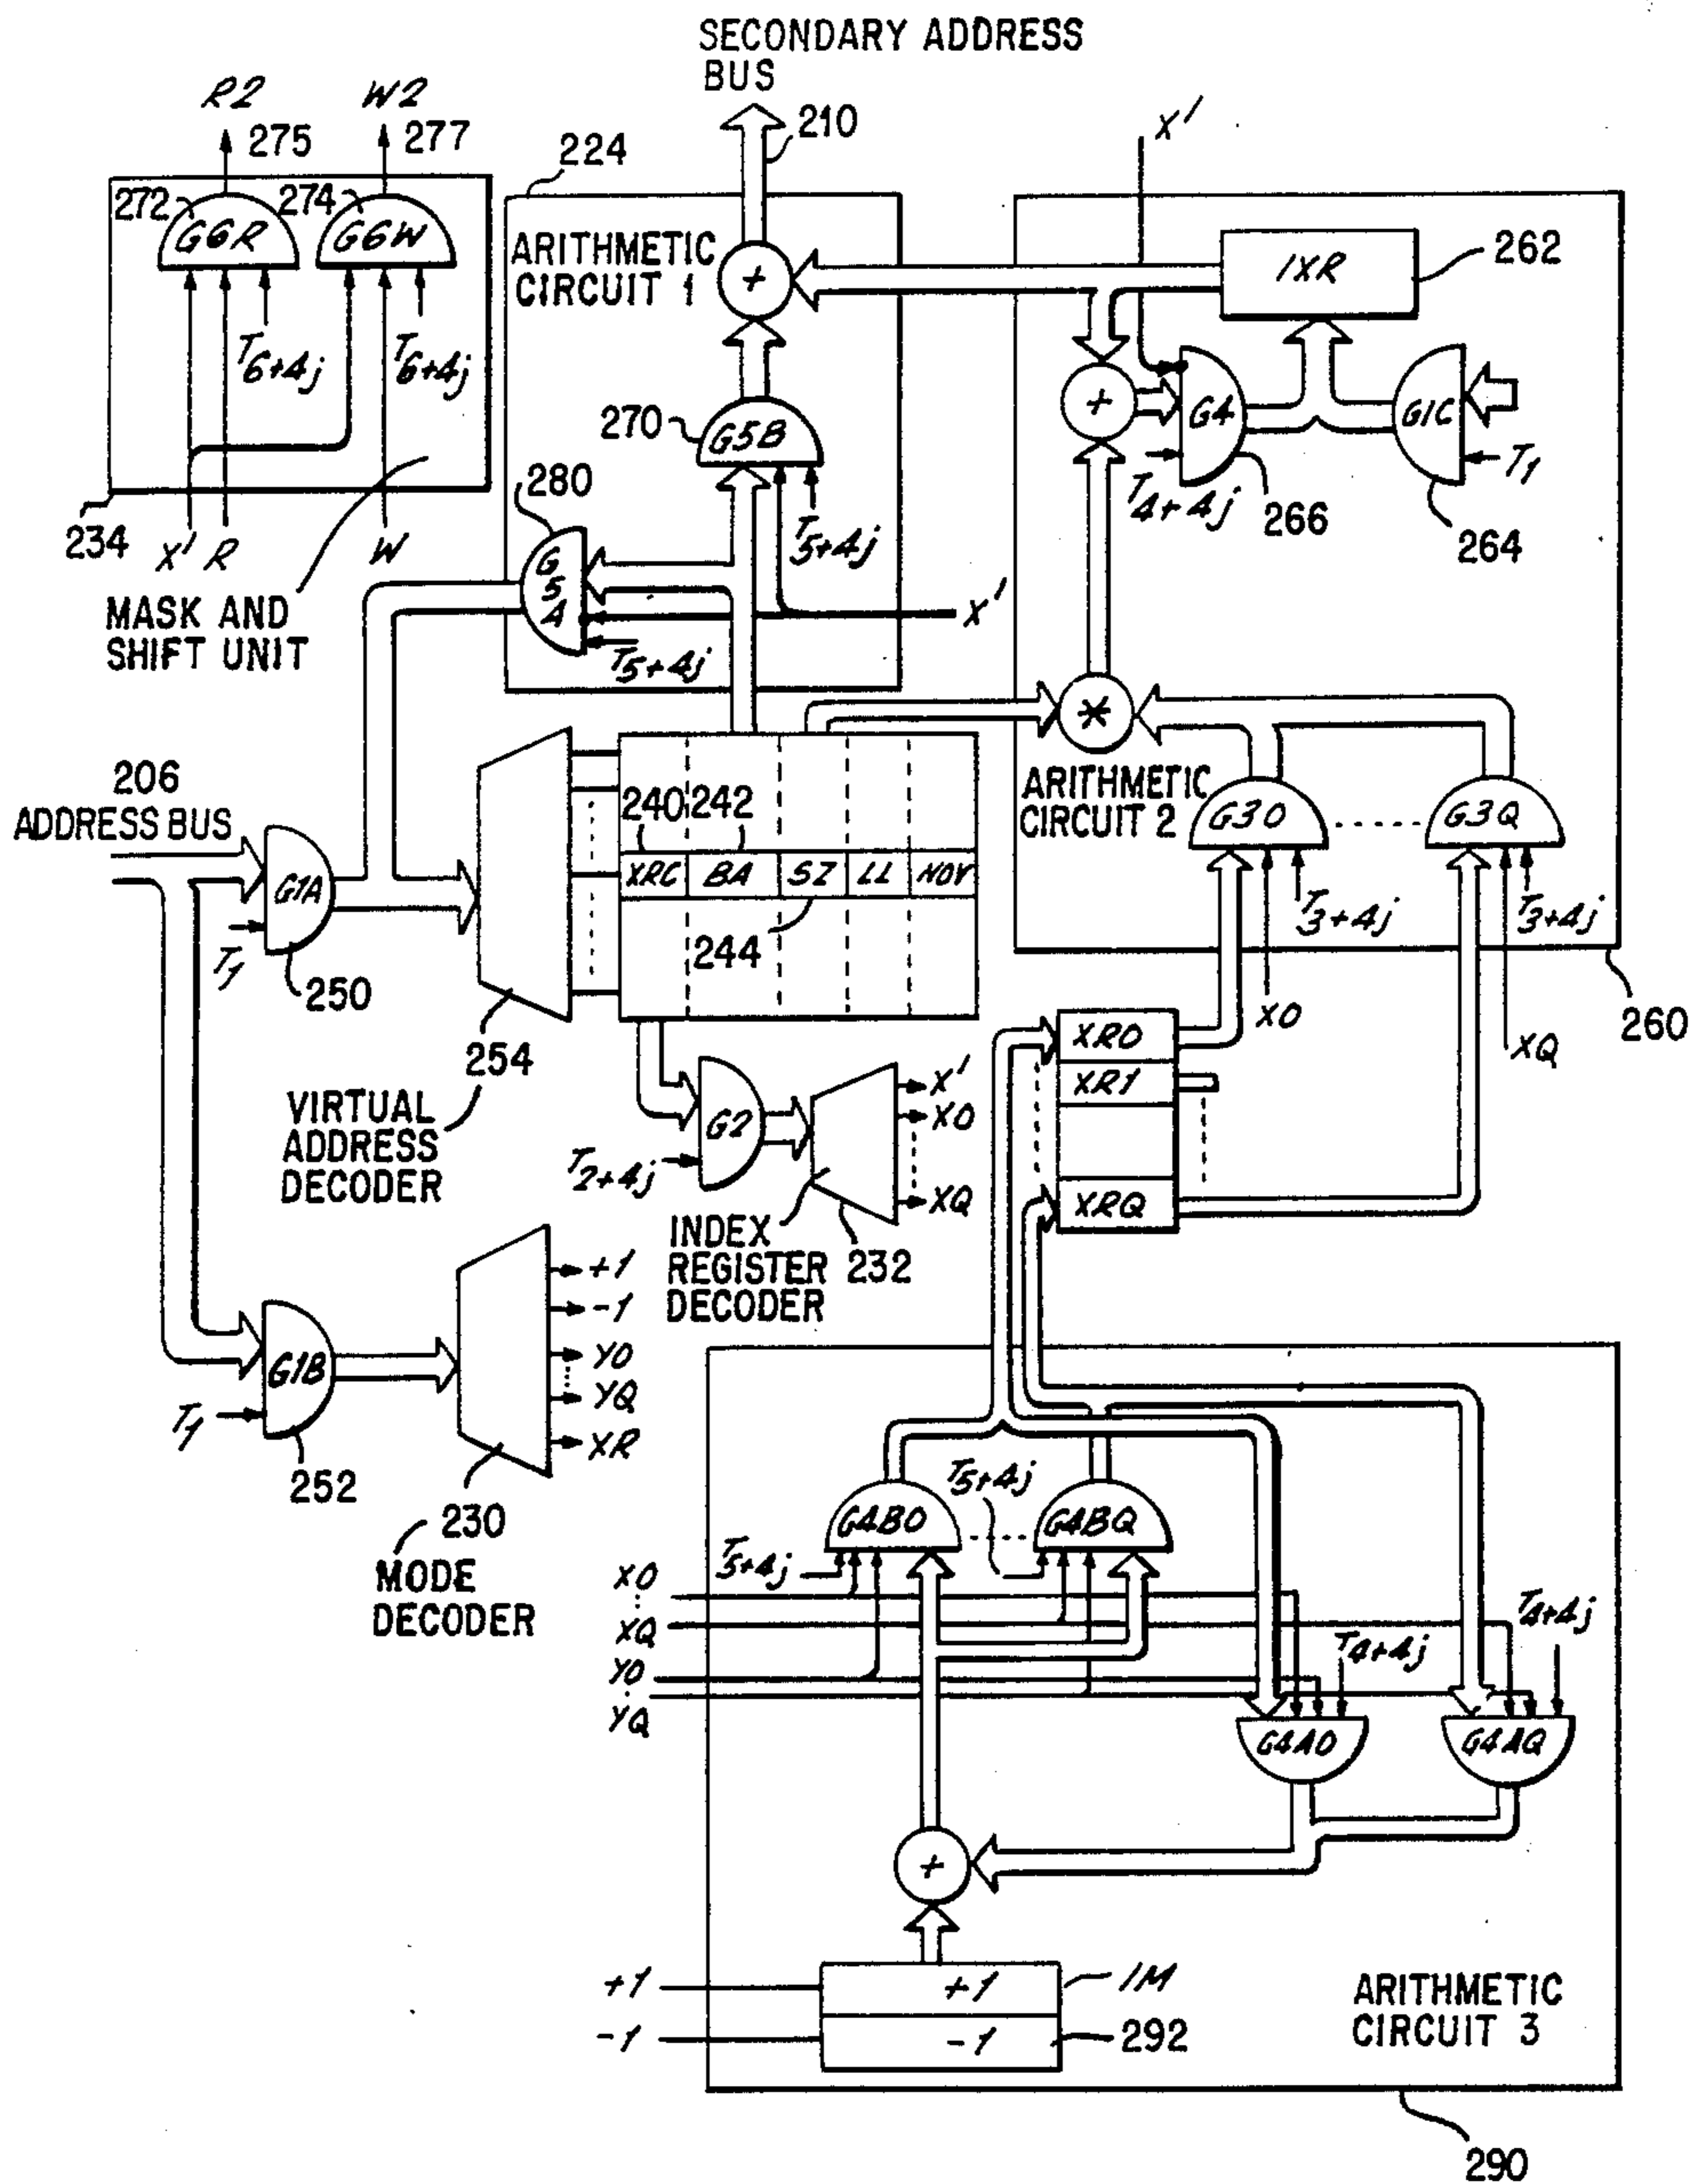 SECONDARY ADDRESS
BUS
R2
W2
275
277
224
210
X'
272
G6R
274
G6W
ARITHMETIC
CIRCUIT 1
+
IXR
262
T6+4j
T6+4j
270
G5B
+
G4
G1C
T1
T4+4j
266
264
280
T5+4j
234
X'
R
W
G
5
A
X'
MASK AND
SHIFT UNIT
T5+4j
*
206
ADDRESS BUS
240
242
ARITHMETIC
CIRCUIT 2
G30
G3Q
G1A
XRC
BA
SZ
LL
NOV
T3+4j
T3+4j
T1
250
244
254
X0
XQ
260
XR0
XR1
VIRTUAL
ADDRESS
DECODER
G2
X'
X0
XQ
T2+4j
XRQ
INDEX
REGISTER
DECODER
232
+1
-1
Y0
YQ
XR
G1B
T1
252
230
MODE
DECODER
T5+4j
G4B0
G4BQ
T5+4j
X0
XQ
Y0
YQ
T4+4j
T4+4j
G4A0
G4AQ
+
+1
+1
IM
-1
-1
292
ARITHMETIC
CIRCUIT 3
290